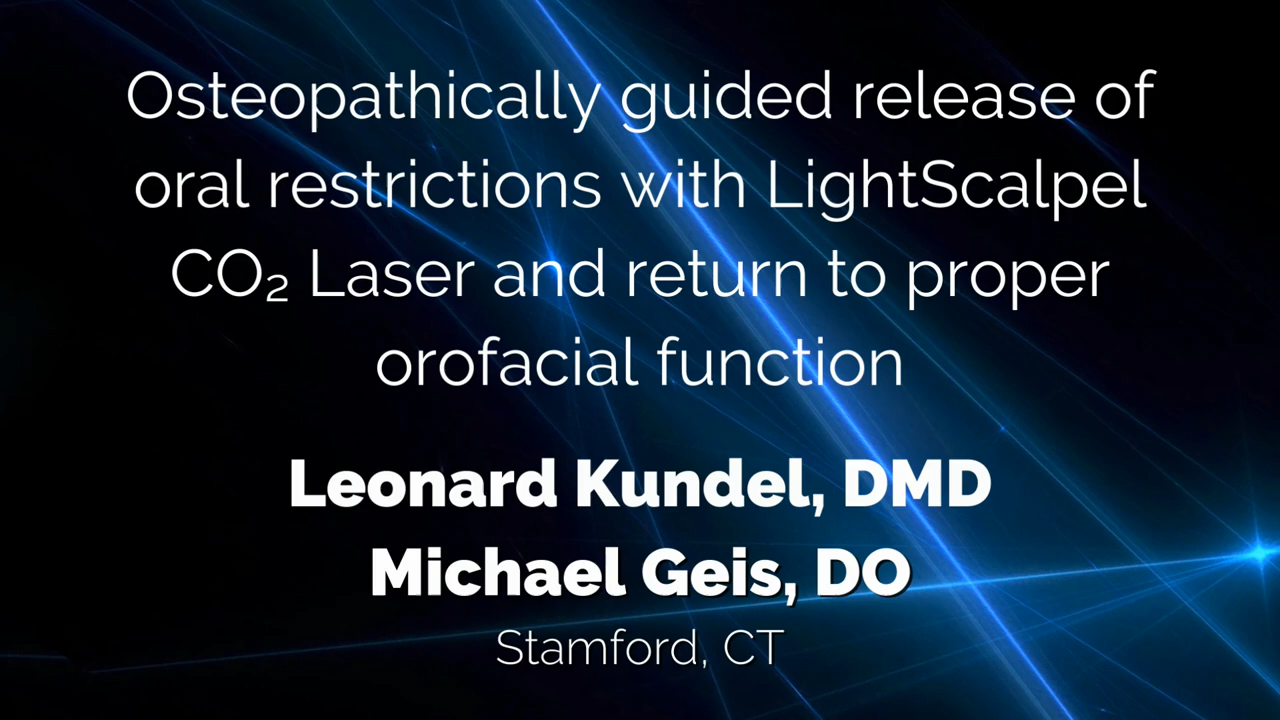 Osteopathically guided release of
oral restrictions with LightScalpel
CO₂ Laser and return to proper
orofacial function
Leonard Kundel, DMD
Michael Geis, DO
Stamford, CT